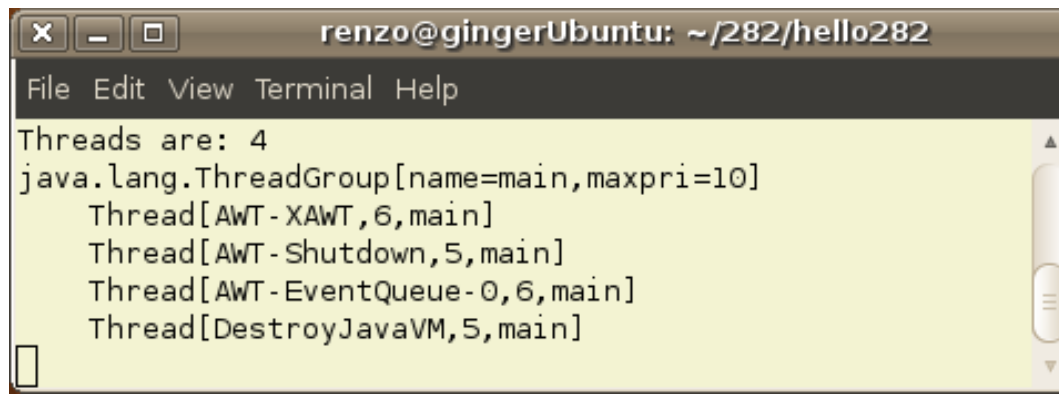 renzo@gingerUbuntu: ~/282/hello282
File Edit View Terminal Help
Threads are: 4
java.lang.ThreadGroup[name=main,maxpri=10]
    Thread[AWT-XAWT,6,main]
    Thread[AWT-Shutdown,5,main]
    Thread[AWT-EventQueue-0,6,main]
    Thread[DestroyJavaVM,5,main]